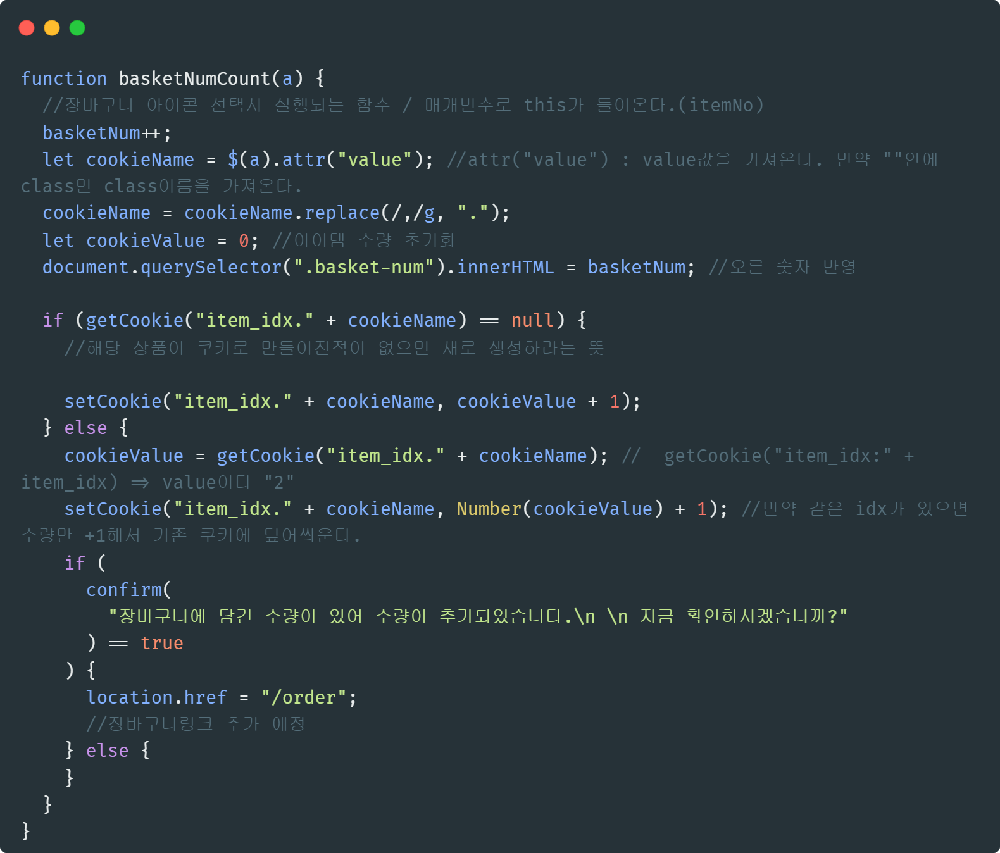 function basketNumCount(a) {
  //장바구니 아이콘 선택시 실행되는 함수 / 매개변수로 this가 들어온다.(itemNo)
  basketNum++;
  let cookieName = $(a).attr("value"); //attr("value") : value값을 가져온다. 만약 ""안에
class면 class이름을 가져온다.
  cookieName = cookieName.replace(/,/g, ".");
  let cookieValue = 0; //아이템 수량 초기화
  document.querySelector(".basket-num").innerHTML = basketNum; //오른 숫자 반영

  if (getCookie("item_idx." + cookieName) == null) {
    //해당 상품이 쿠키로 만들어진적이 없으면 새로 생성하라는 뜻

    setCookie("item_idx." + cookieName, cookieValue + 1);
  } else {
    cookieValue = getCookie("item_idx." + cookieName); //  getCookie("item_idx:" +
item_idx) => value이다 "2"
    setCookie("item_idx." + cookieName, Number(cookieValue) + 1); //만약 같은 idx가 있으면
수량만 +1해서 기존 쿠키에 덮어씌운다.
    if (
      confirm(
        "장바구니에 담긴 수량이 있어 수량이 추가되었습니다.\n \n 지금 확인하시겠습니까?"
      ) == true
    ) {
      location.href = "/order";
      //장바구니링크 추가 예정
    } else {
    }
  }
}